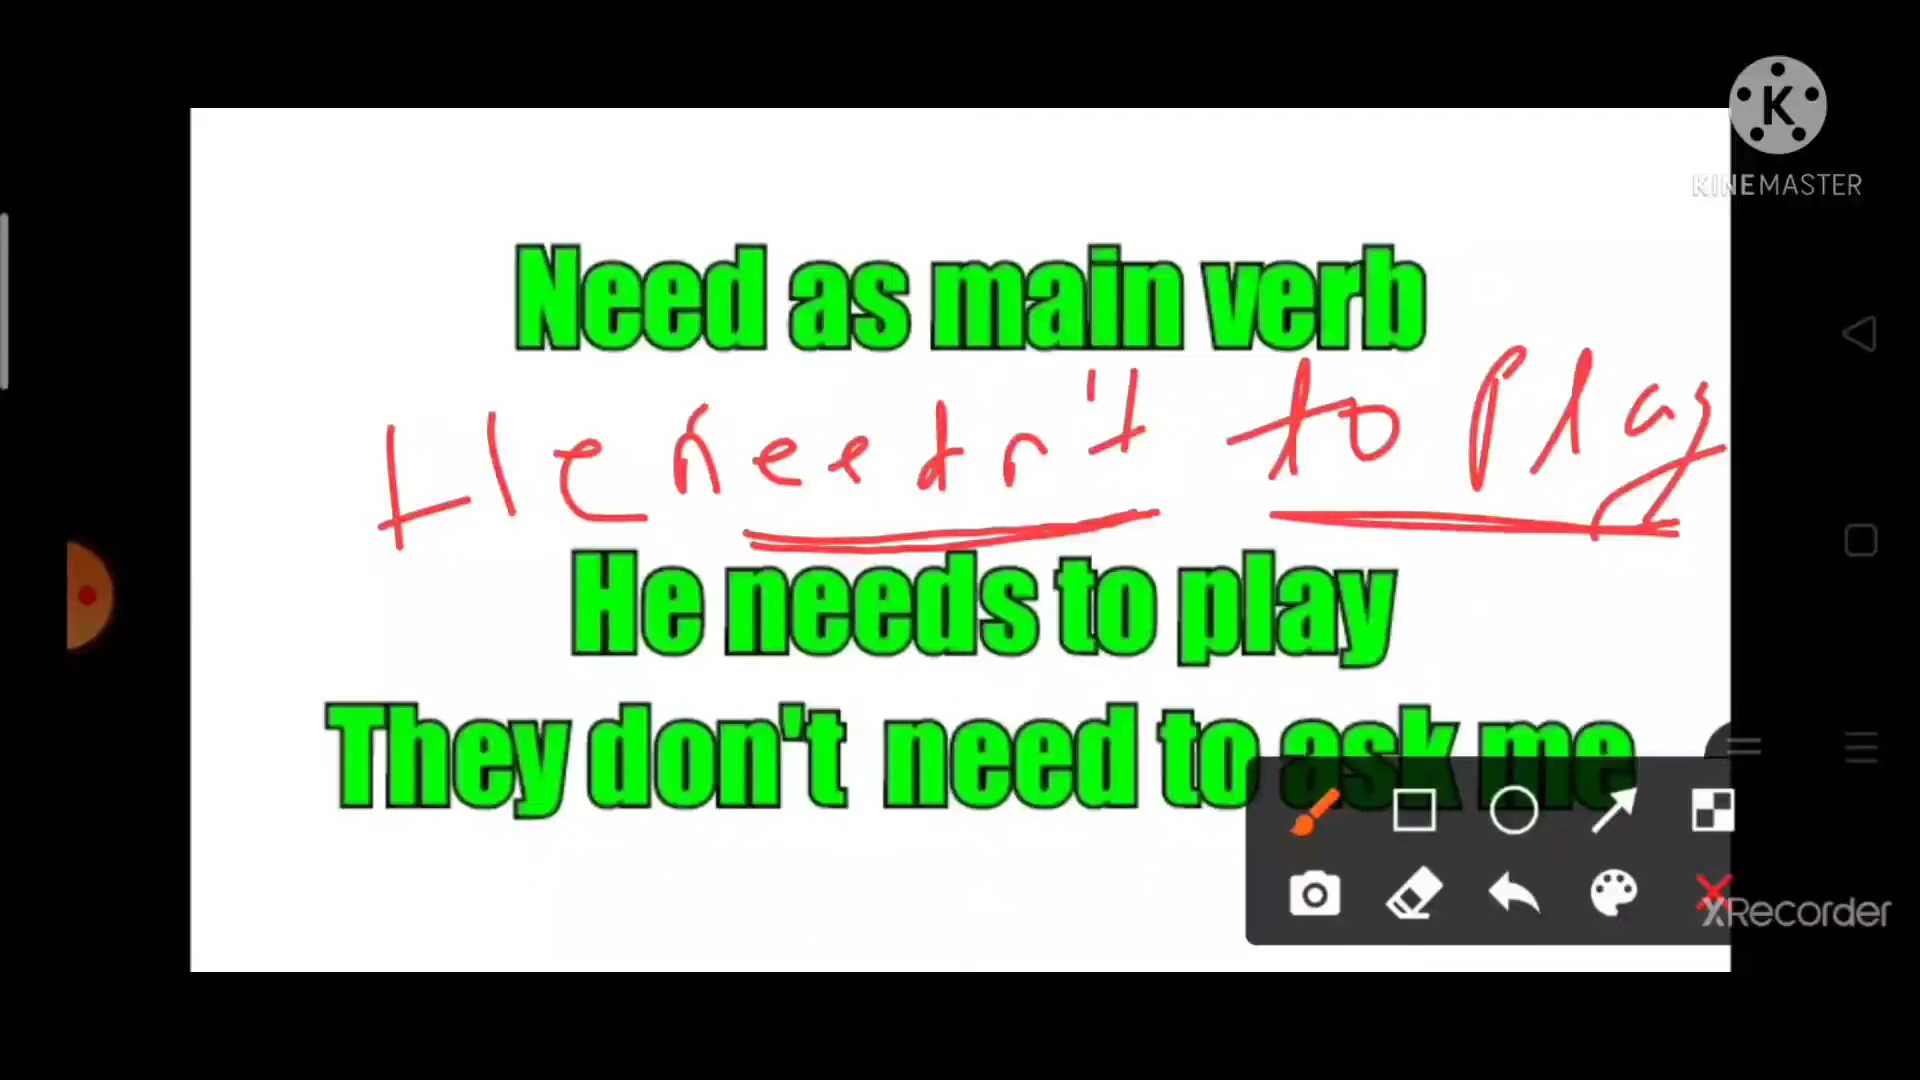 KINEMASTER
Need as main verb
He needn't to play
He needs to play
They don't need to ask me
XRecorder